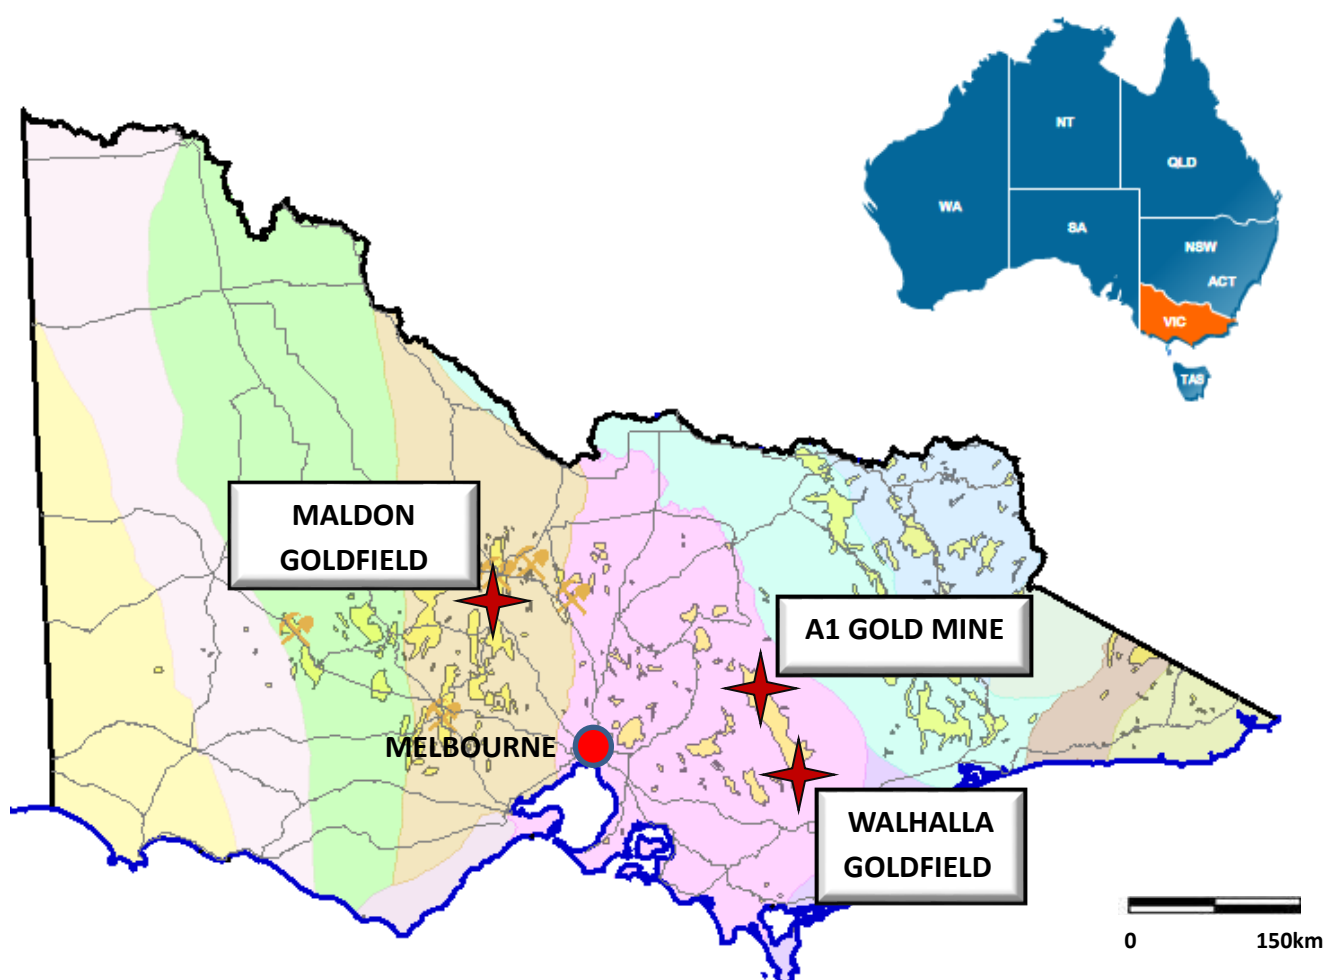 NT
QLD
WA
SA
NSW
ACT
VIC
TAS
MALDON
GOLDFIELD
A1 GOLD MINE
MELBOURNE
WALHALLA
GOLDFIELD
0 150km